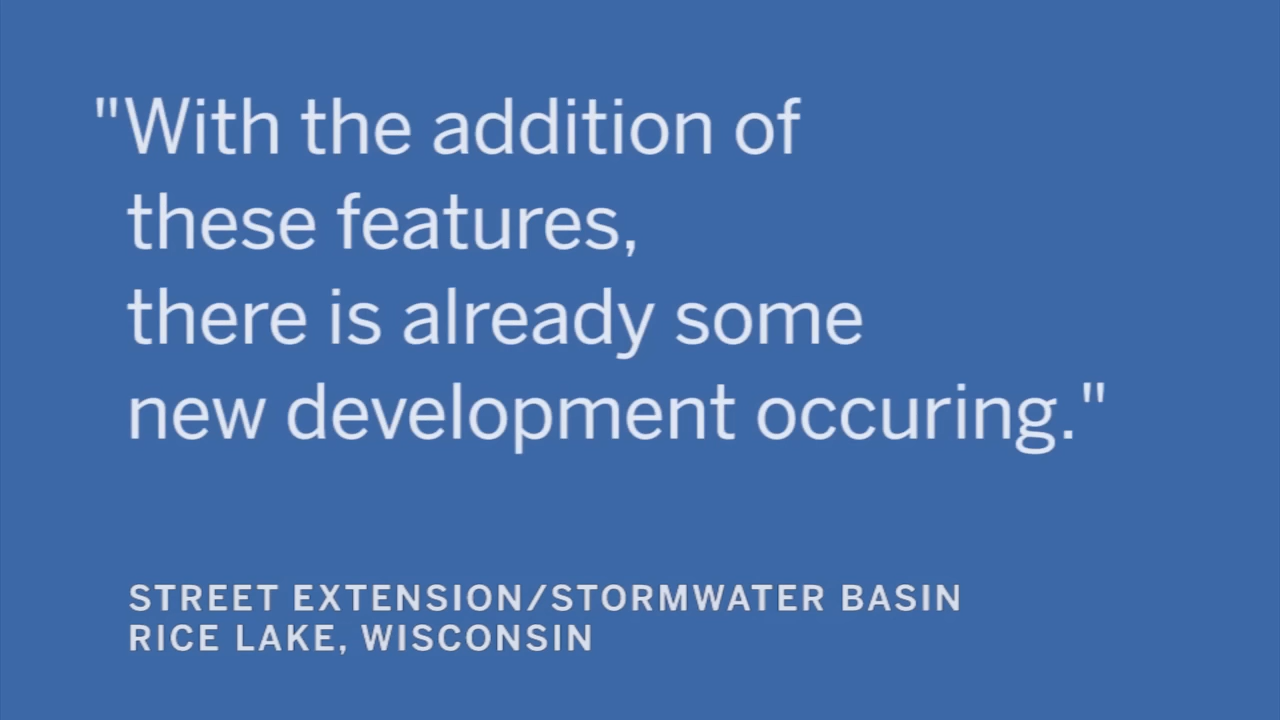 "With the addition of
these features,
there is already some
new development occuring."
STREET EXTENSION/STORMWATER BASIN
RICE LAKE, WISCONSIN